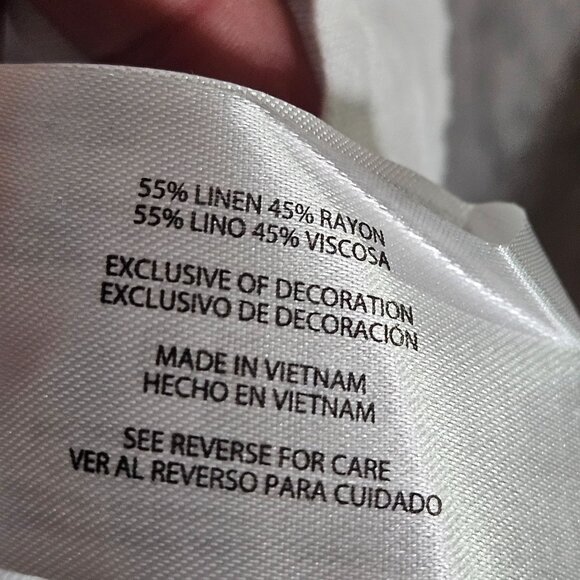 55% LINEN 45% RAYON
55% LINO 45% VISCOSA
EXCLUSIVE OF DECORATION
EXCLUSIVO DE DECORACIÓN
MADE IN VIETNAM
HECHO EN VIETNAM
SEE REVERSE FOR CARE
VER AL REVERSO PARA CUIDADO